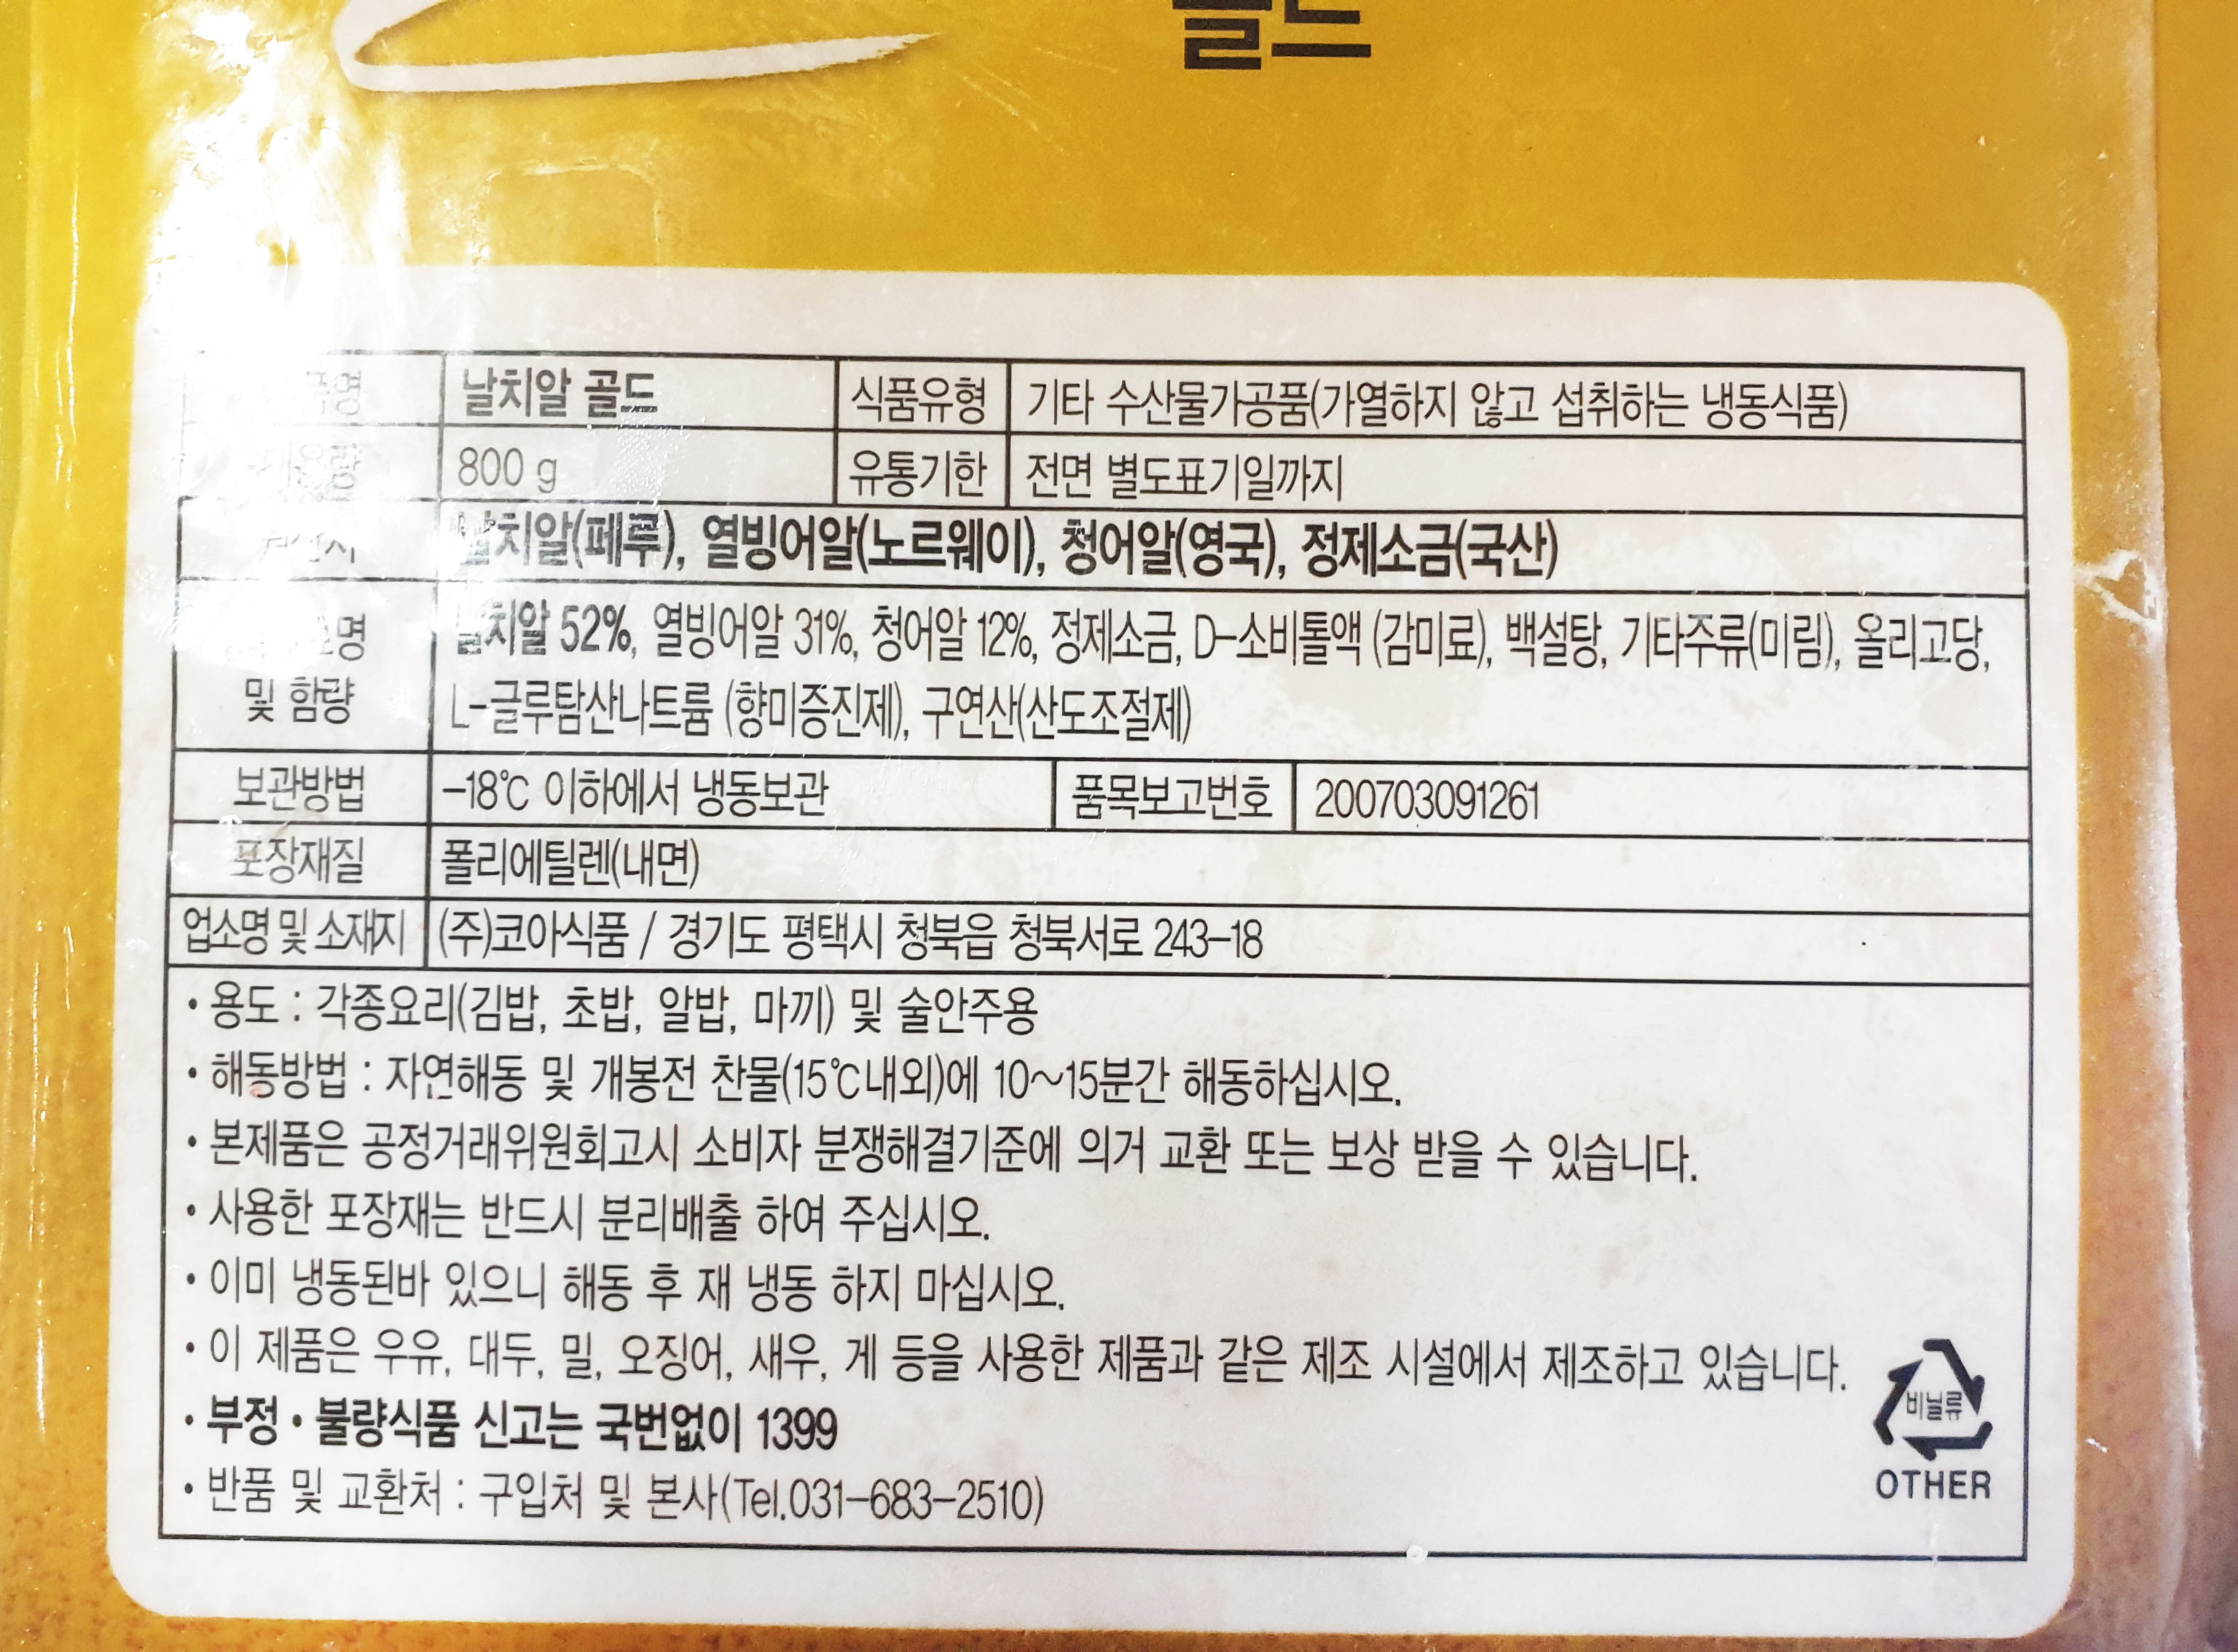 골드
품명 날치알 골드 식품유형 기타 수산물가공품(가열하지 않고 섭취하는 냉동식품)
800 g 유통기한 전면 별도표기일까지
날치알(페루), 열빙어알(노르웨이), 청어알(영국), 정제소금(국산)
날치알 52%, 열빙어알 31%, 청어알 12%, 정제소금, D-소비톨액 (감미료), 백설탕, 기타주류(미림), 올리고당,
및 함량 L-글루탐산나트륨 (향미증진제), 구연산(산도조절제)
보관방법 -18℃ 이하에서 냉동보관 품목보고번호 200703091261
포장재질 폴리에틸렌(내면)
업소명 및 소재지 (주)코아식품 / 경기도 평택시 청북읍 청북서로 243-18
• 용도 : 각종요리(김밥, 초밥, 알밥, 마끼) 및 술안주용
• 해동방법 : 자연해동 및 개봉전 찬물(15℃내외)에 10~15분간 해동하십시오.
• 본제품은 공정거래위원회고시 소비자 분쟁해결기준에 의거 교환 또는 보상 받을 수 있습니다.
• 사용한 포장재는 반드시 분리배출 하여 주십시오.
• 이미 냉동된바 있으니 해동 후 재 냉동 하지 마십시오.
• 이 제품은 우유, 대두, 밀, 오징어, 새우, 게 등을 사용한 제품과 같은 제조 시설에서 제조하고 있습니다.
• 부정 • 불량식품 신고는 국번없이 1399
• 반품 및 교환처 : 구입처 및 본사(Tel.031-683-2510)
비닐류
OTHER